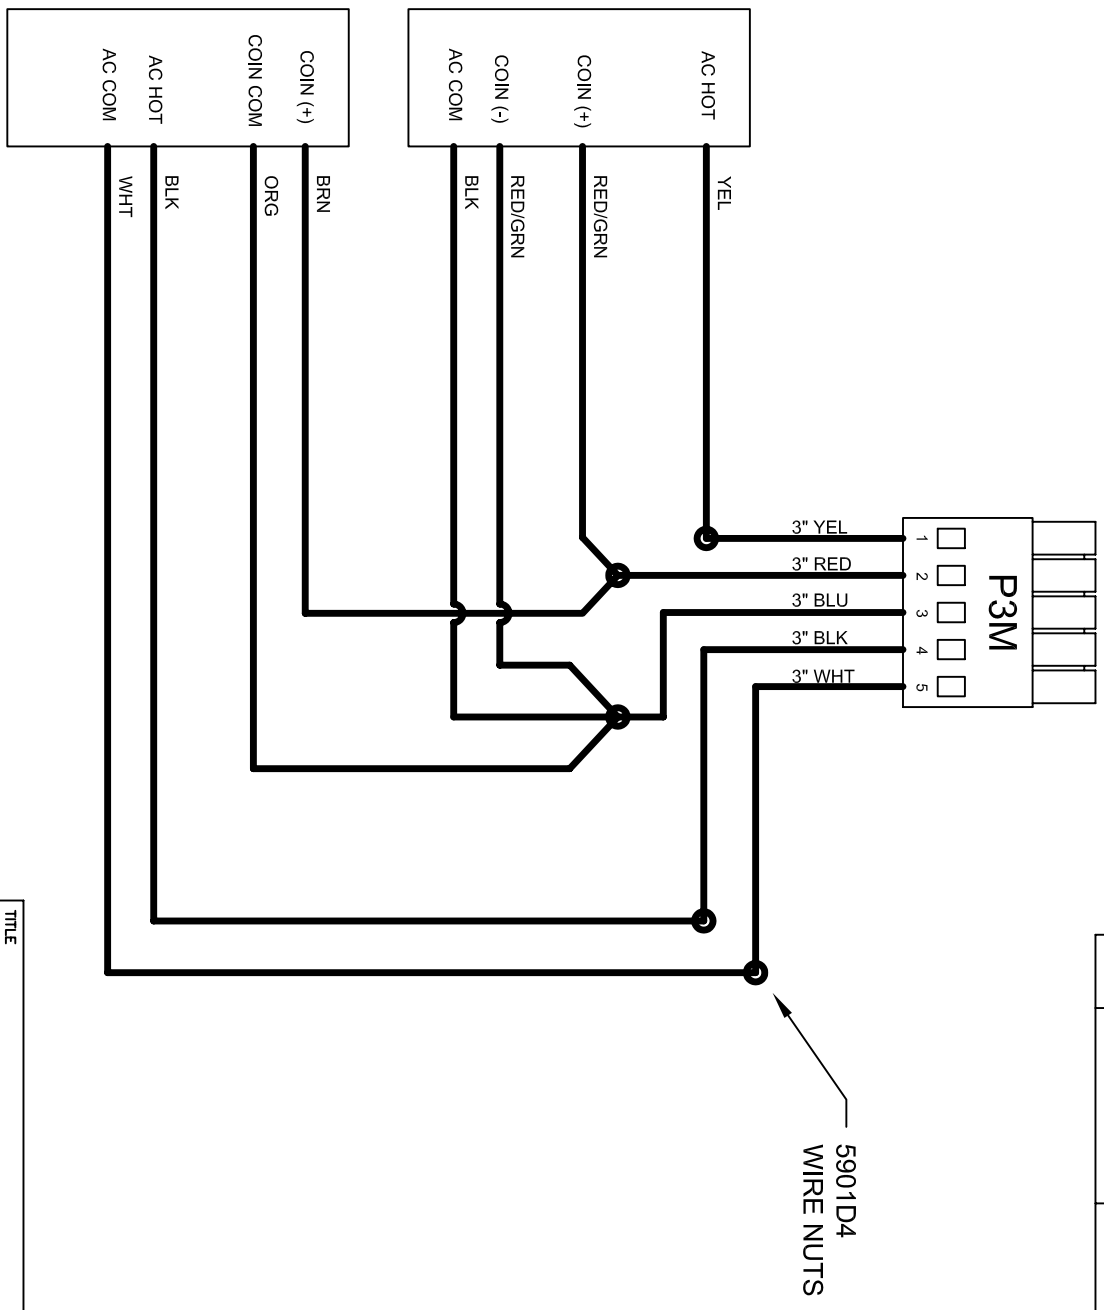 AC COM
AC HOT
COIN COM
COIN (+)
AC COM
COIN (-)
COIN (+)
AC HOT
WHT
BLK
ORG
BRN
BLK
RED/GRN
RED/GRN
YEL
3" YEL
3" RED
3" BLU
3" BLK
3" WHT
1
2
3
4
5
P3M
5901D4
WIRE NUTS
TITLE